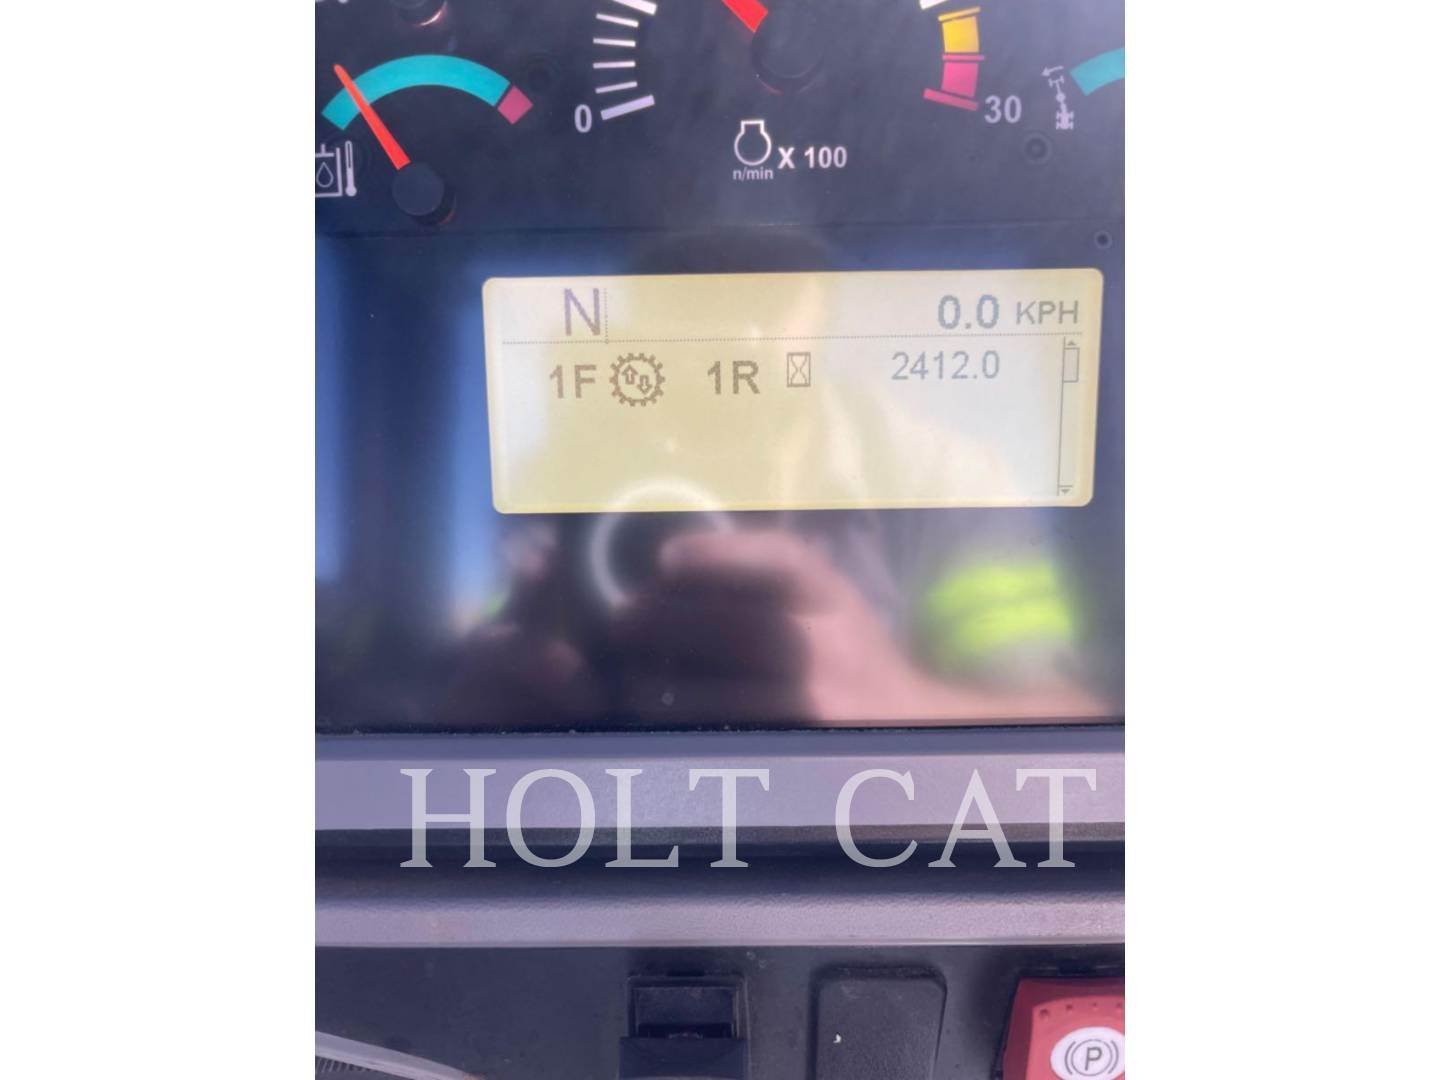 0
30
X 100
n/min
N 0.0 KPH
1F 1R 2412.0
HOLT CAT
P